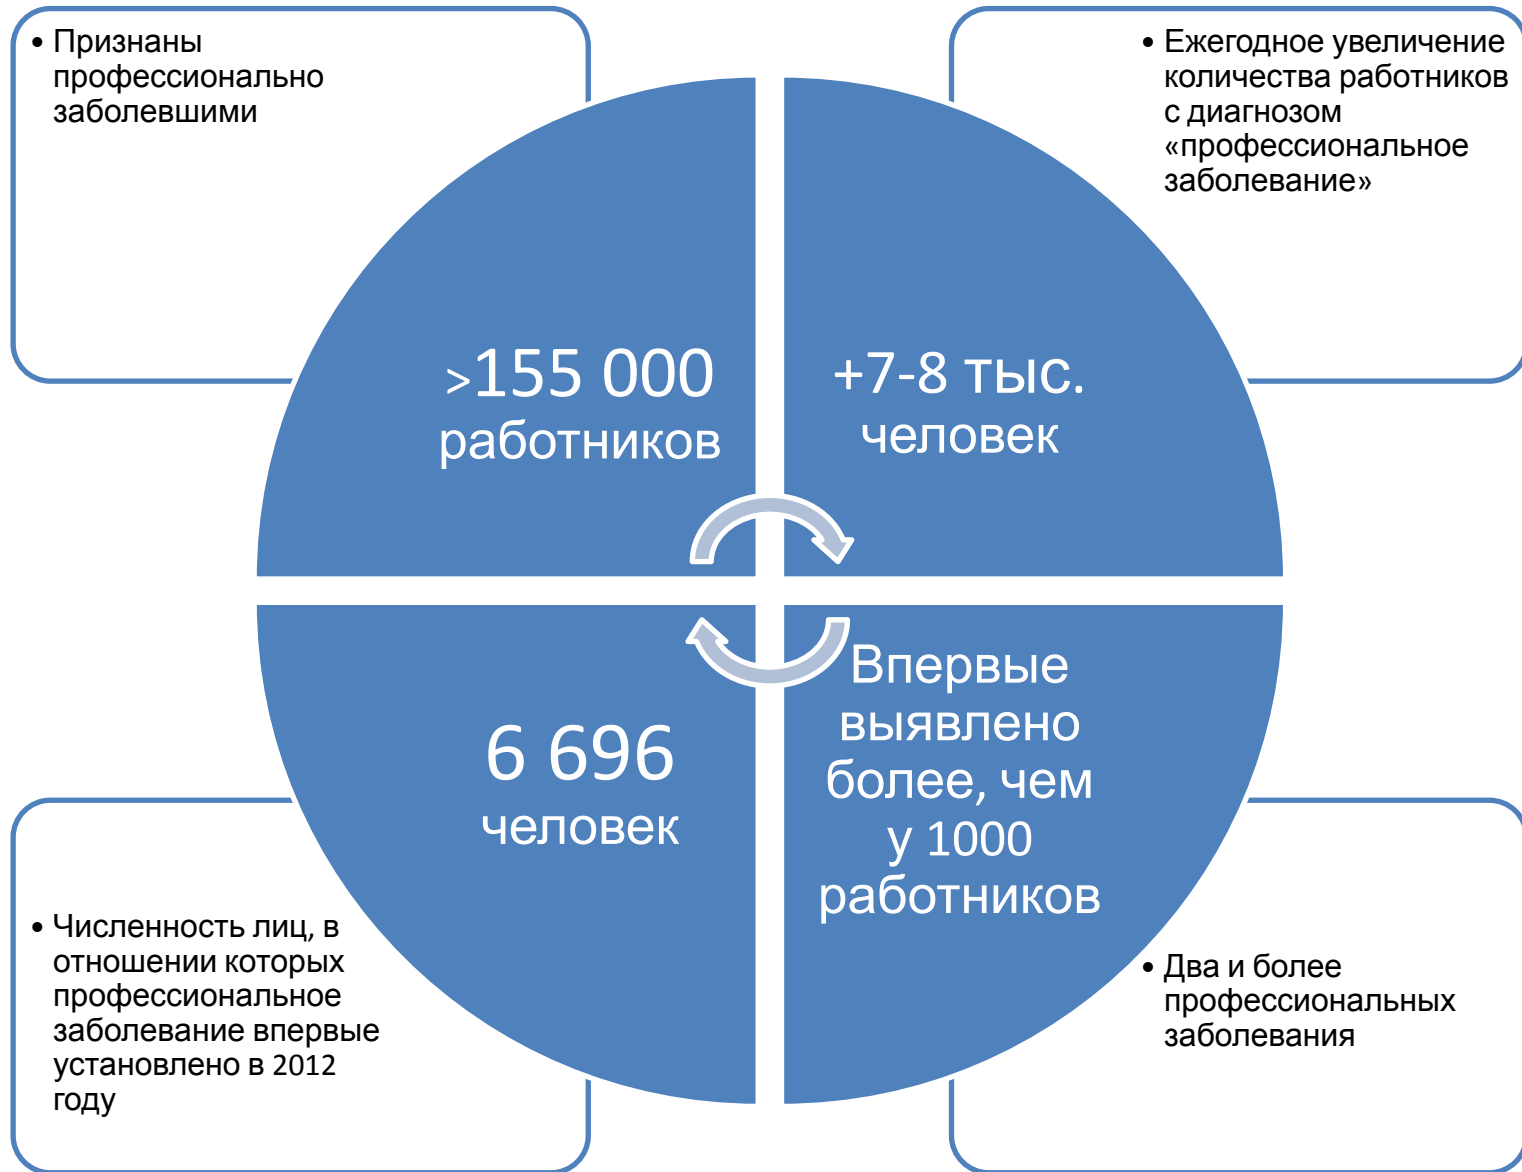 • Признаны
профессионально
заболевшими
>155 000
работников
• Ежегодное увеличение
количества работников
с диагнозом
«профессиональное
заболевание»
+7-8 тыс.
человек
6 696
человек
• Численность лиц, в
отношении которых
профессиональное
заболевание впервые
установлено в 2012
году
Впервые
выявлено
более, чем
у 1000
работников
• Два и более
профессиональных
заболевания